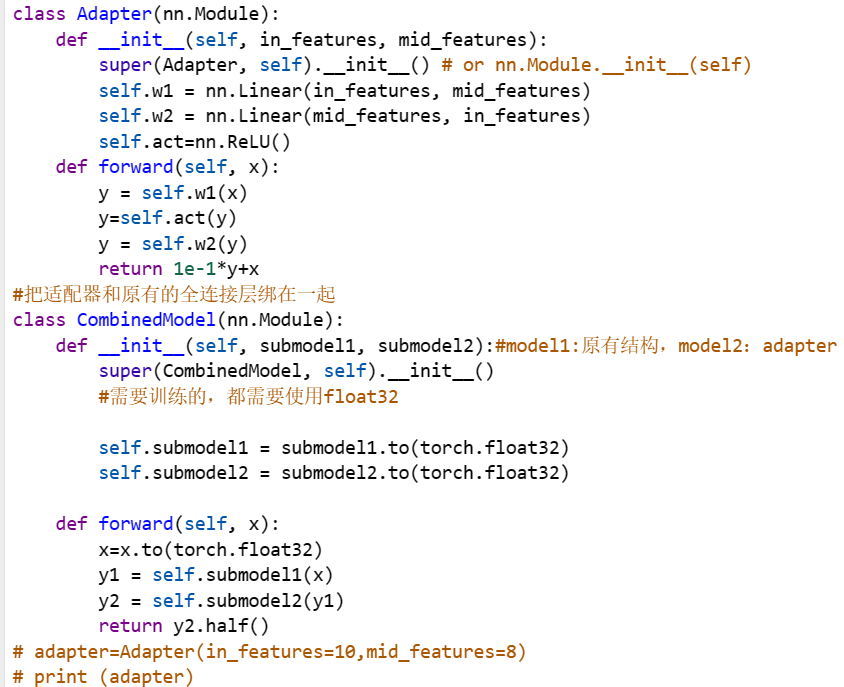 class Adapter(nn.Module):
    def __init__(self, in_features, mid_features):
        super(Adapter, self).__init__() # or nn.Module.__init__(self)
        self.w1 = nn.Linear(in_features, mid_features)
        self.w2 = nn.Linear(mid_features, in_features)
        self.act=nn.ReLU()
    def forward(self, x):
        y = self.w1(x)
        y=self.act(y)
        y = self.w2(y)
        return 1e-1*y+x
#把适配器和原有的全连接层绑在一起
class CombinedModel(nn.Module):
    def __init__(self, submodel1, submodel2):#model1:原有结构，model2：adapter
        super(CombinedModel, self).__init__()
        #需要训练的，都需要使用float32
        self.submodel1 = submodel1.to(torch.float32)
        self.submodel2 = submodel2.to(torch.float32)
    def forward(self, x):
        x=x.to(torch.float32)
        y1 = self.submodel1(x)
        y2 = self.submodel2(y1)
        return y2.half()
# adapter=Adapter(in_features=10,mid_features=8)
# print (adapter)